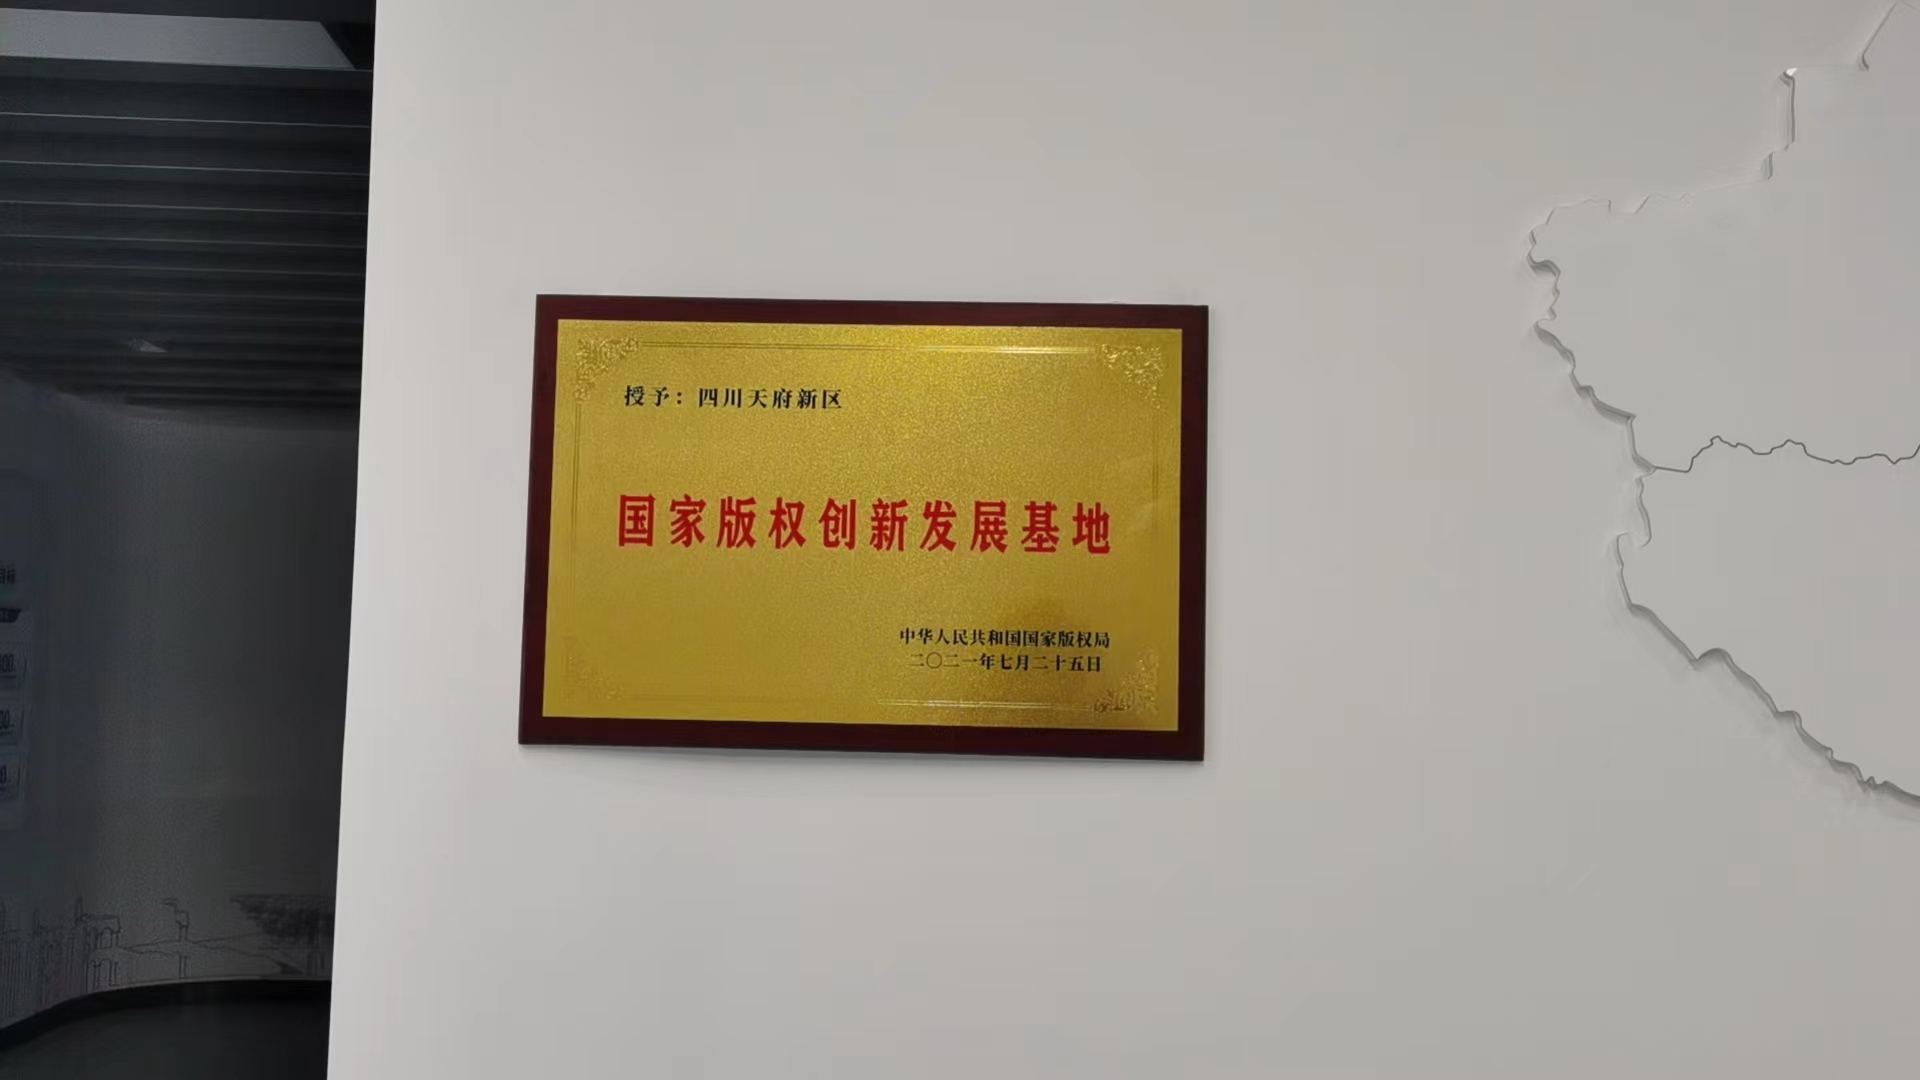 授予：四川天府新区
国家版权创新发展基地
中华人民共和国国家版权局
二〇二一年七月二十五日